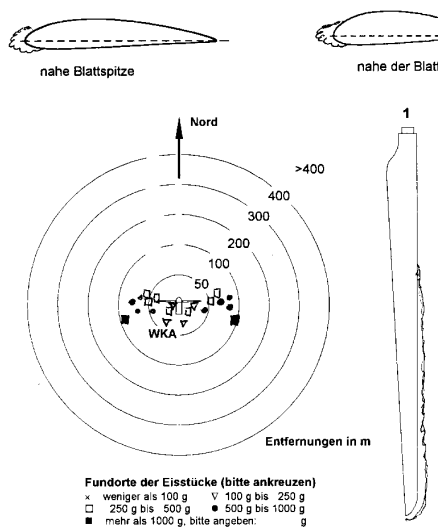 nahe Blattspitze
nahe der Blatt
1
Nord
>400
400
300
200
100
50
WKA
Entfernungen in m
Fundorte der Eisstücke (bitte ankreuzen)
x weniger als 100 g ▽ 100 g bis 250 g
□ 250 g bis 500 g ● 500 g bis 1000 g
■ mehr als 1000 g, bitte angeben: g